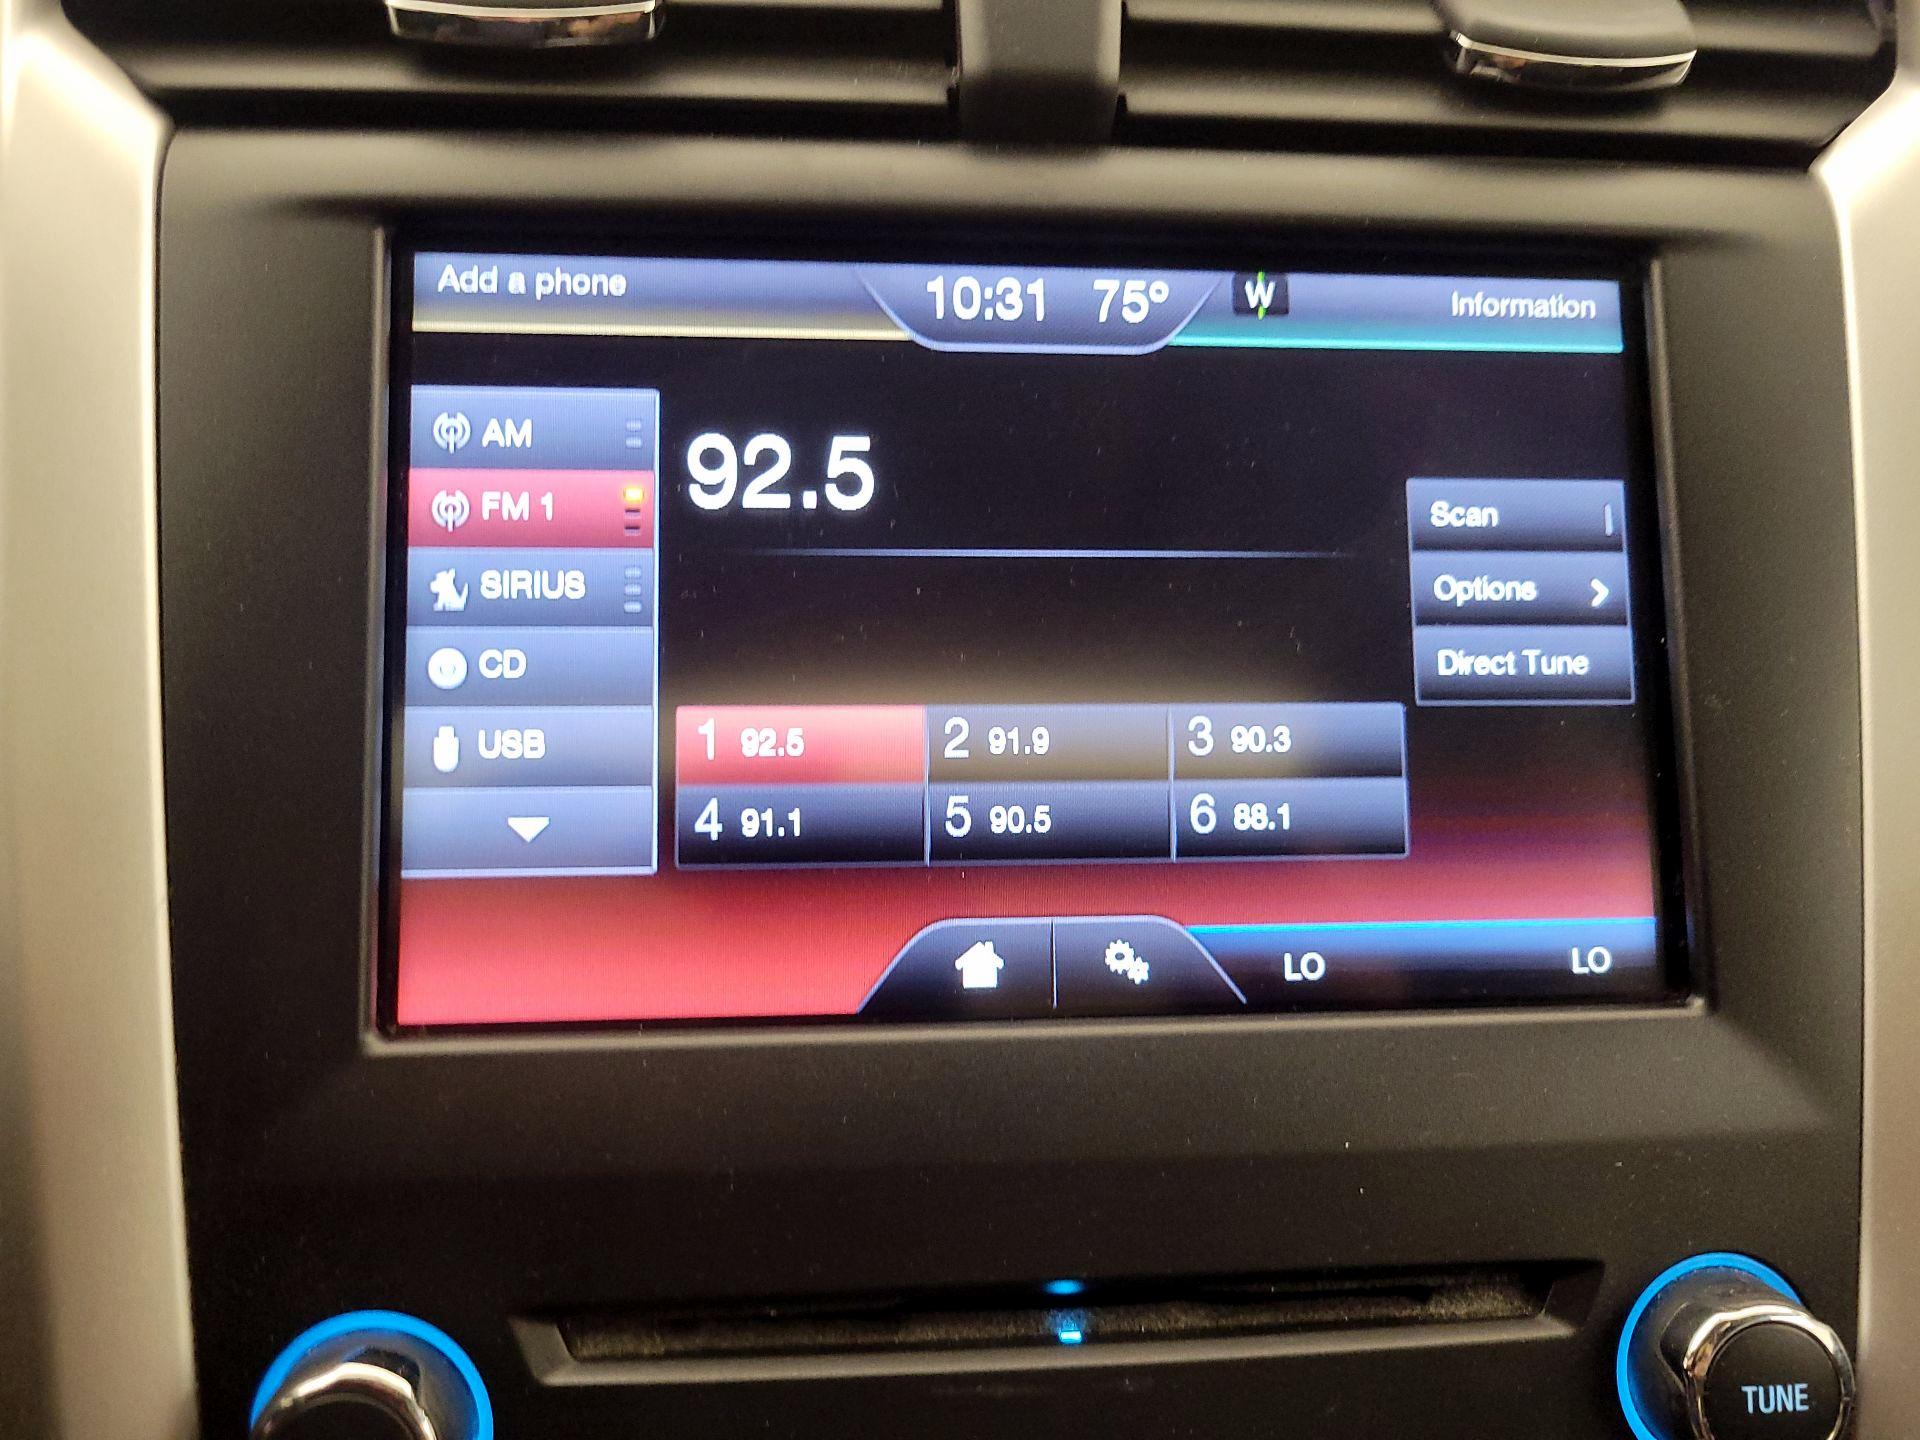 Add a phone
10:31 75°
W
Information
AM
FM 1
SIRIUS
CD
USB
92.5
Scan
Options
Direct Tune
1 92.5
2 91.9
3 90.3
4 91.1
5 90.5
6 88.1
LO
LO
TUNE